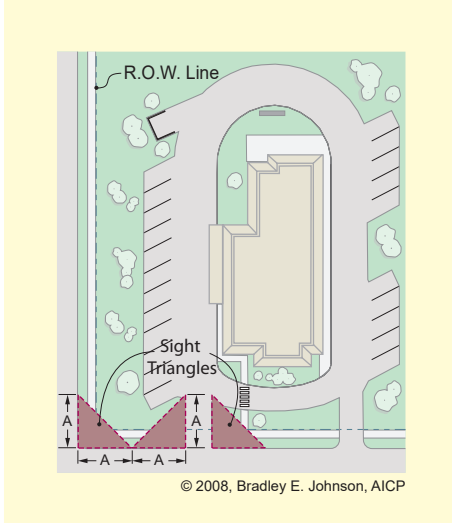 R.O.W. Line
Sight
Triangles
A
A
A
A
© 2008, Bradley E. Johnson, AICP